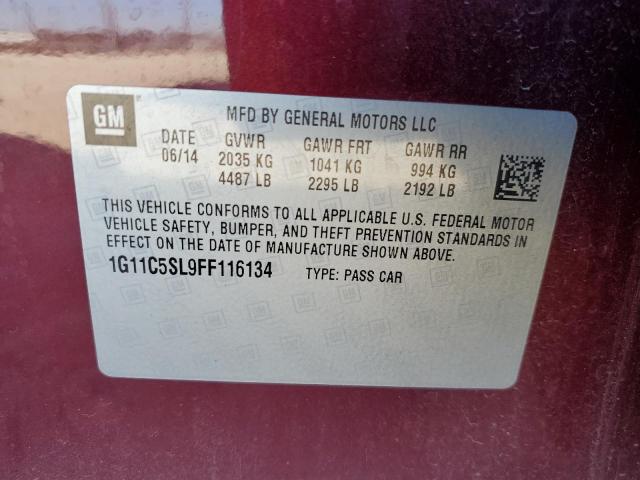 GM
MFD BY GENERAL MOTORS LLC
DATE GVWR GAWR FRT GAWR RR
06/14 2035 KG 1041 KG 994 KG
4487 LB 2295 LB 2192 LB
THIS VEHICLE CONFORMS TO ALL APPLICABLE U.S. FEDERAL MOTOR
VEHICLE SAFETY, BUMPER, AND THEFT PREVENTION STANDARDS IN
EFFECT ON THE DATE OF MANUFACTURE SHOWN ABOVE.
1G11C5SL9FF116134 TYPE: PASS CAR